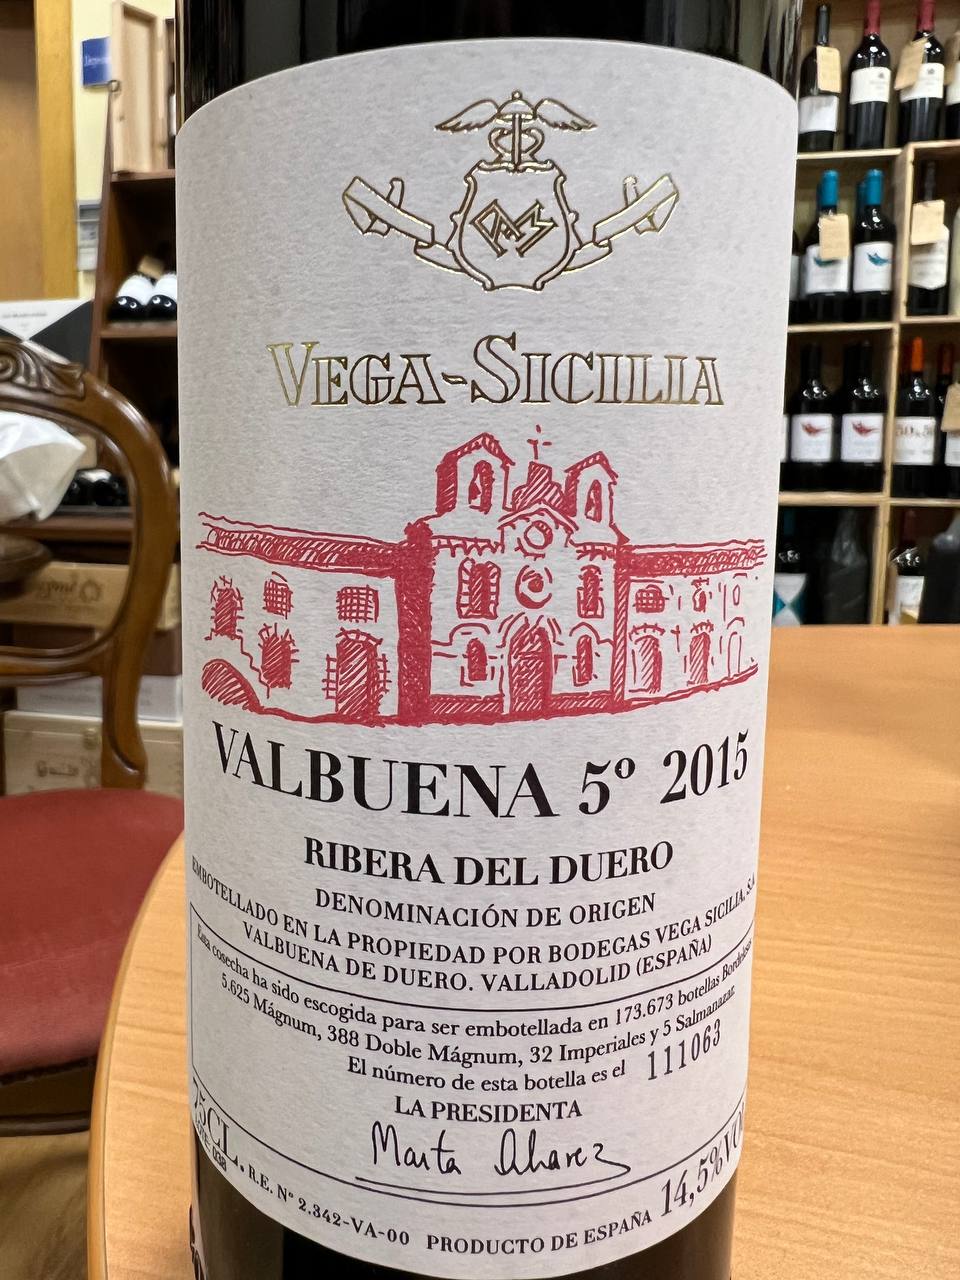 VEGA-SICILIA
VALBUENA 5º 2015
RIBERA DEL DUERO
DENOMINACIÓN DE ORIGEN
EMBOTELLADO EN LA PROPIEDAD POR BODEGAS VEGA SICILIA, S.A.
VALBUENA DE DUERO. VALLADOLID (ESPAÑA)
Esta cosecha ha sido escogida para ser embotellada en 173.673 botellas Bordelesas
5.625 Mágnum, 388 Doble Mágnum, 32 Imperiales y 5 Salmanazar.
El número de esta botella es el 111063
LA PRESIDENTA
Marta Alvarez
75CL.
R.E. Nº 2.342-VA-00
PRODUCTO DE ESPAÑA
14,5%VOL